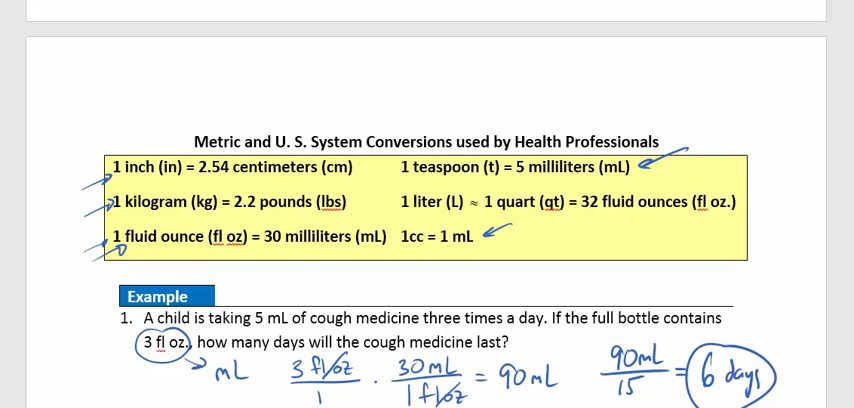 Metric and U. S. System Conversions used by Health Professionals
1 inch (in) = 2.54 centimeters (cm) 1 teaspoon (t) = 5 milliliters (mL)
1 kilogram (kg) = 2.2 pounds (lbs) 1 liter (L) ≈ 1 quart (qt) = 32 fluid ounces (fl oz.)
1 fluid ounce (fl oz) = 30 milliliters (mL) 1cc = 1 mL
Example
1. A child is taking 5 mL of cough medicine three times a day. If the full bottle contains
3 fl oz., how many days will the cough medicine last?
mL 3 fl oz / 1 · 30 mL / 1 fl oz = 90 mL 90 mL / 15 = 6 days